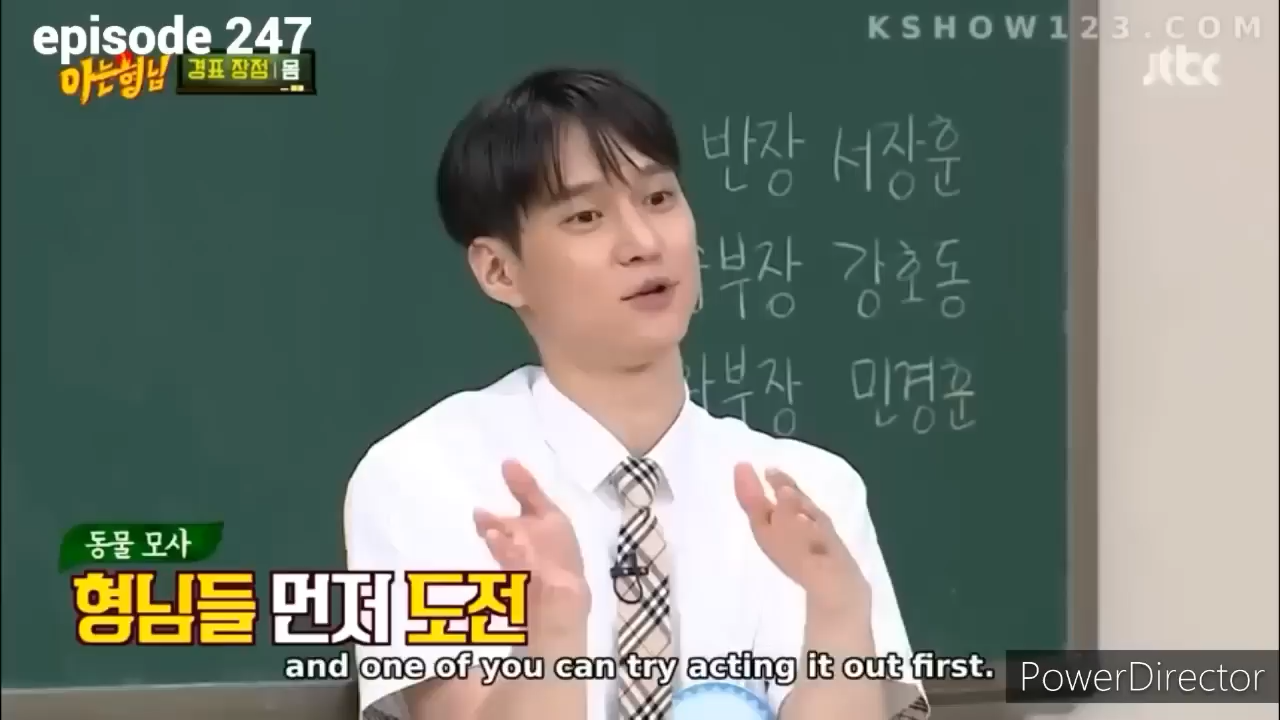 episode 247
KSHOW123.COM
아는형님
경표 장점 | 몸
jtbc
반장 서장훈
부장 강호동
부장 민경훈
동물 모사
형님들 먼저 도전
and one of you can try acting it out first.
PowerDirector